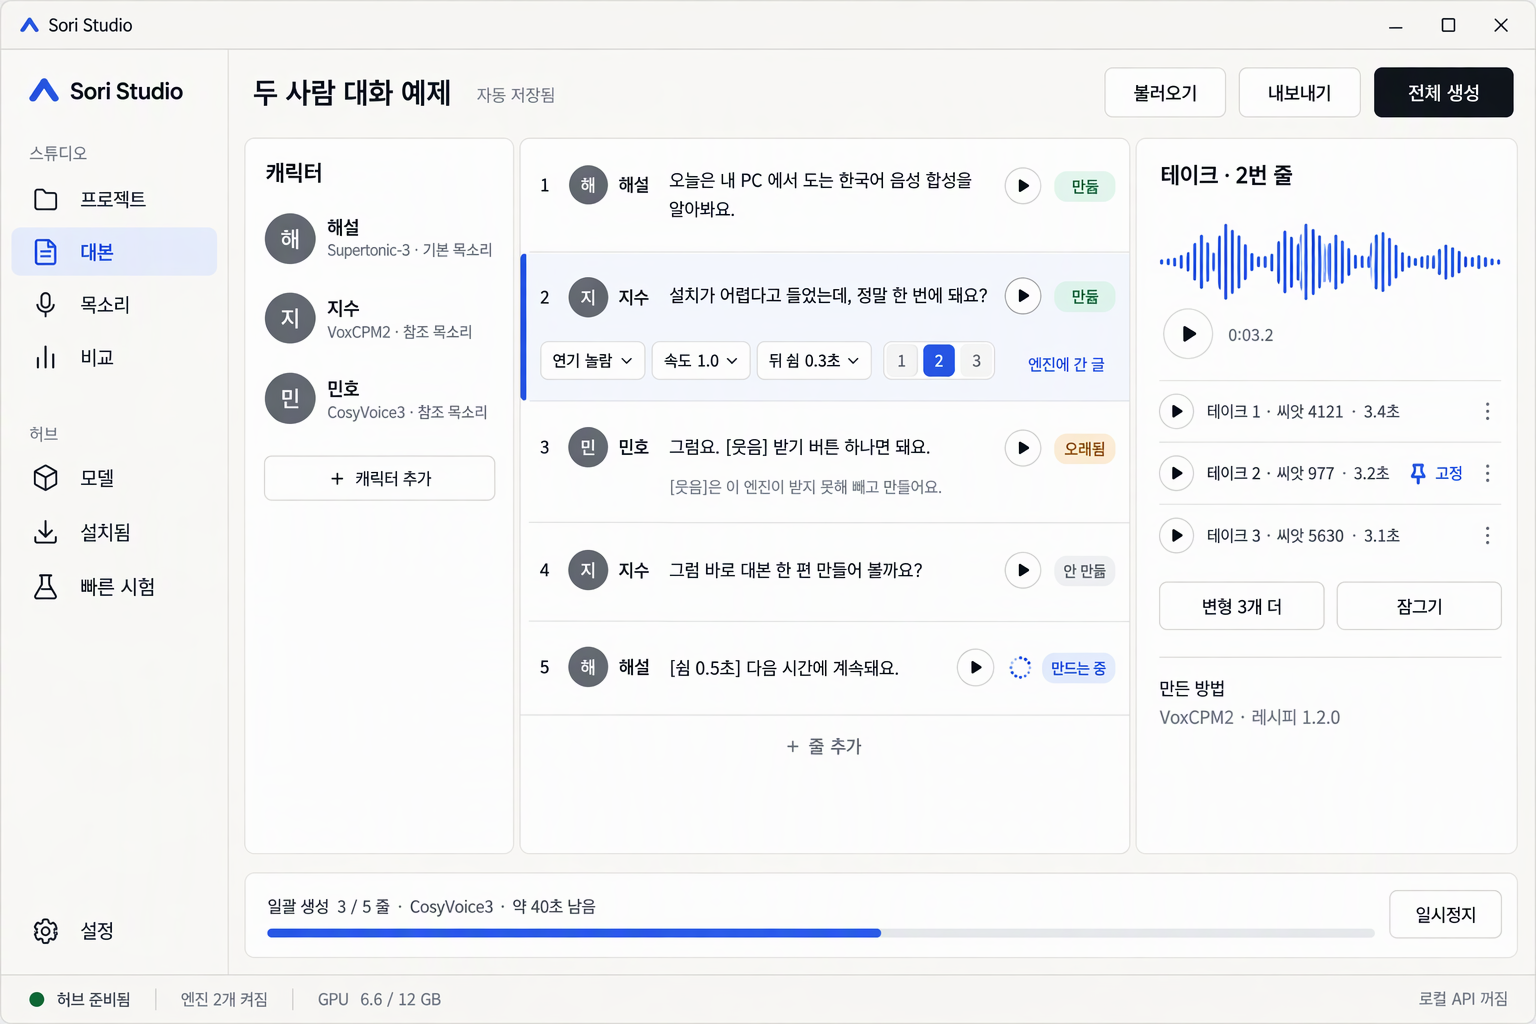 Sori Studio
Sori Studio
스튜디오
프로젝트
대본
목소리
비교
허브
모델
설치됨
빠른 시험
설정
두 사람 대화 예제 자동 저장됨
불러오기 내보내기 전체 생성
캐릭터
해 해설
Supertonic-3 · 기본 목소리
지 지수
VoxCPM2 · 참조 목소리
민 민호
CosyVoice3 · 참조 목소리
+ 캐릭터 추가
1 해 해설 오늘은 내 PC 에서 도는 한국어 음성 합성을
알아봐요.
만듦
2 지 지수 설치가 어렵다고 들었는데, 정말 한 번에 돼요? 만듦
연기 놀람 속도 1.0 뒤 쉼 0.3초 1 2 3 엔진에 간 글
3 민 민호 그럼요. [웃음] 받기 버튼 하나면 돼요. 오래됨
[웃음]은 이 엔진이 받지 못해 빼고 만들어요.
4 지 지수 그럼 바로 대본 한 편 만들어 볼까요? 안 만듦
5 해 해설 [쉼 0.5초] 다음 시간에 계속돼요. 만드는 중
+ 줄 추가
테이크 · 2번 줄
0:03.2
테이크 1 · 씨앗 4121 · 3.4초
테이크 2 · 씨앗 977 · 3.2초 고정
테이크 3 · 씨앗 5630 · 3.1초
변형 3개 더 잠그기
만든 방법
VoxCPM2 · 레시피 1.2.0
일괄 생성 3 / 5 줄 · CosyVoice3 · 약 40초 남음
일시정지
허브 준비됨 엔진 2개 켜짐 GPU 6.6 / 12 GB 로컬 API 꺼짐